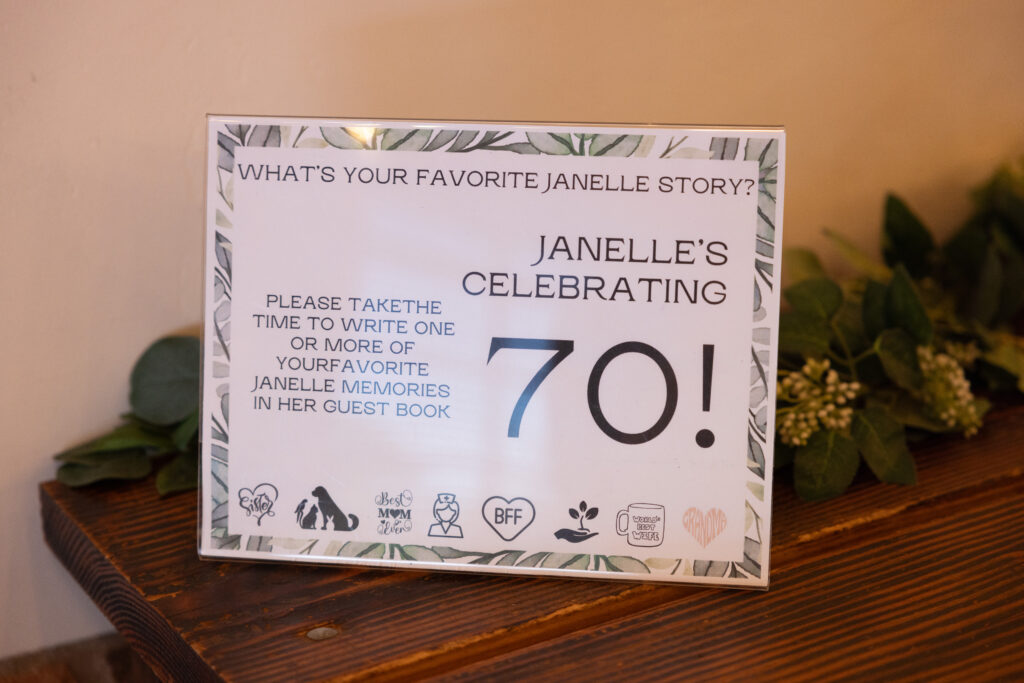 WHAT'S YOUR FAVORITE JANELLE STORY?
JANELLE'S
CELEBRATING
70!
PLEASE TAKETHE
TIME TO WRITE ONE
OR MORE OF
YOURFAVORITE
JANELLE MEMORIES
IN HER GUEST BOOK
Sister
Best
MOM
Ever
BFF
WORLD'S
BEST
WIFE
GRANDMA